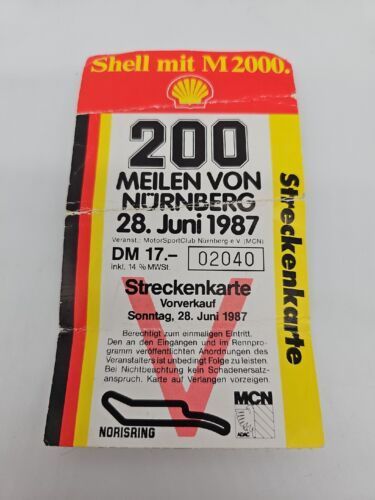 Shell mit M 2000.
200
MEILEN VON
NÜRNBERG
28. Juni 1987
Veranst.: MotorSportClub Nürnberg e.V. (MCN)
DM 17.–
02040
inkl. 14 % MWSt.
Streckenkarte
Vorverkauf
Sonntag, 28. Juni 1987
Berechtigt zum einmaligen Eintritt.
Den an den Eingängen und im Rennpro-
gramm veröffentlichten Anordnungen des
Veranstalters ist unbedingt Folge zu leisten.
Bei Nichtbeachtung kein Schadenersatz-
anspruch. Karte auf Verlangen vorzeigen.
V
NORISRING
MCN
ADAC
Streckenkarte